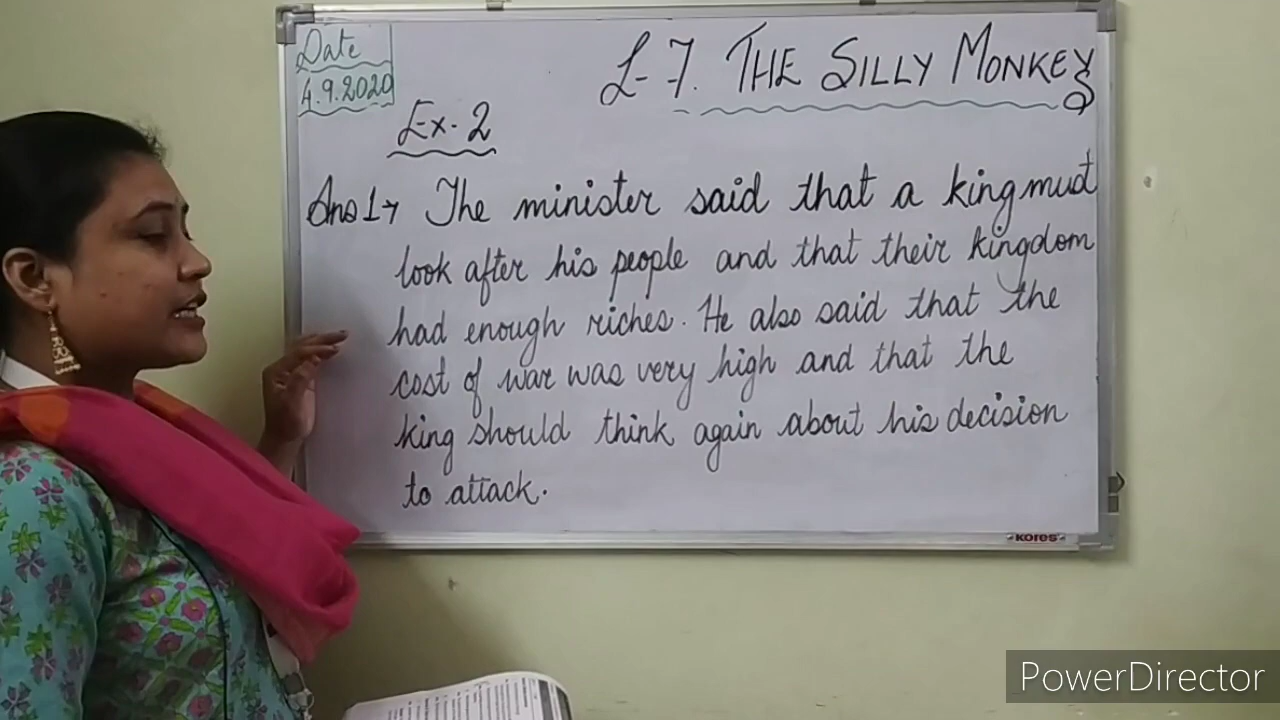 Date
4.9.2020
L-7. THE SILLY MONKEY
Ex-2
Ans 1→ The minister said that a king must
look after his people and that their kingdom
had enough riches. He also said that the
cost of war was very high and that the
king should think again about his decision
to attack.
KORES
PowerDirector